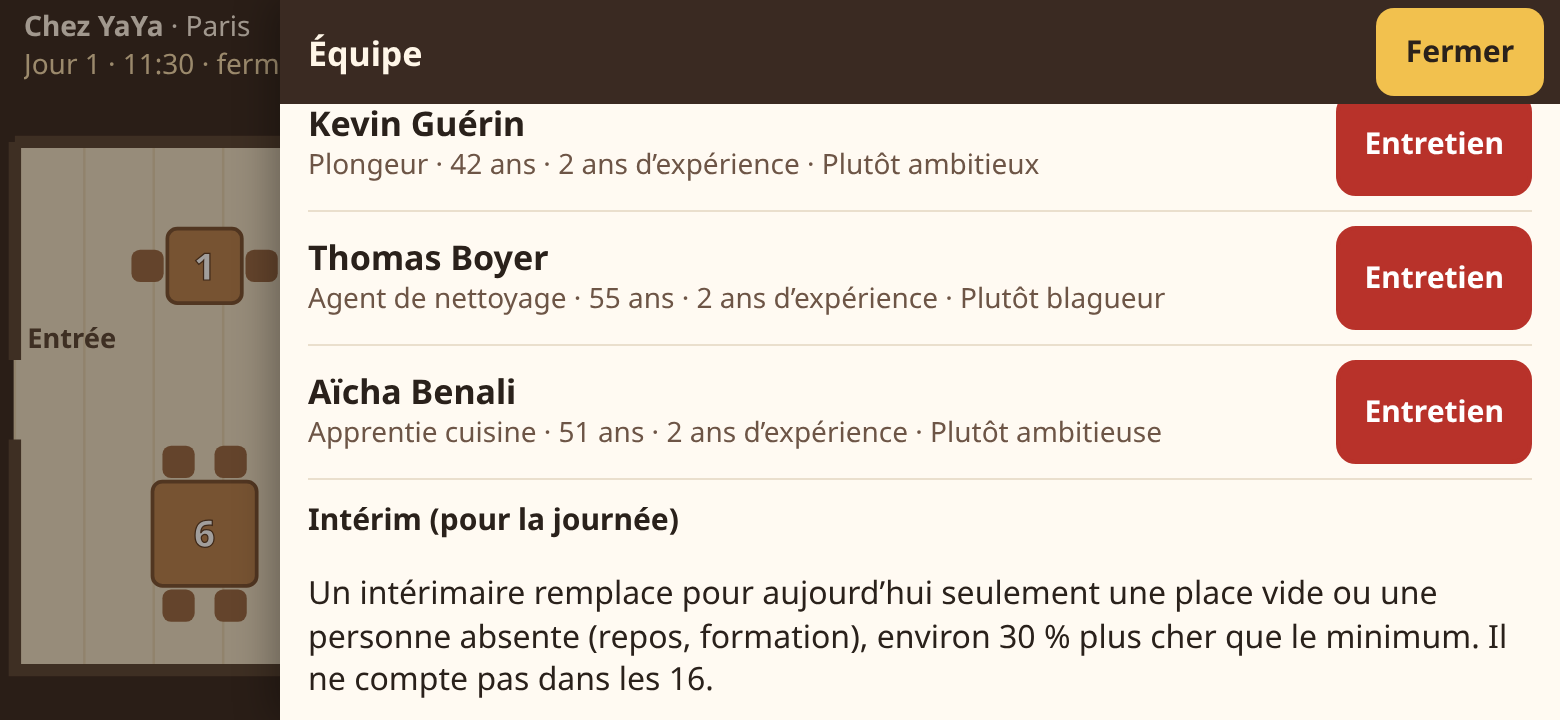 Chez YaYa · Paris
Jour 1 · 11:30 · ferm
Équipe
Fermer
Kevin Guérin
Plongeur · 42 ans · 2 ans d’expérience · Plutôt ambitieux
Entretien
Thomas Boyer
Agent de nettoyage · 55 ans · 2 ans d’expérience · Plutôt blagueur
Entretien
Aïcha Benali
Apprentie cuisine · 51 ans · 2 ans d’expérience · Plutôt ambitieuse
Entretien
Intérim (pour la journée)
Un intérimaire remplace pour aujourd’hui seulement une place vide ou une
personne absente (repos, formation), environ 30 % plus cher que le minimum. Il
ne compte pas dans les 16.
1
Entrée
6